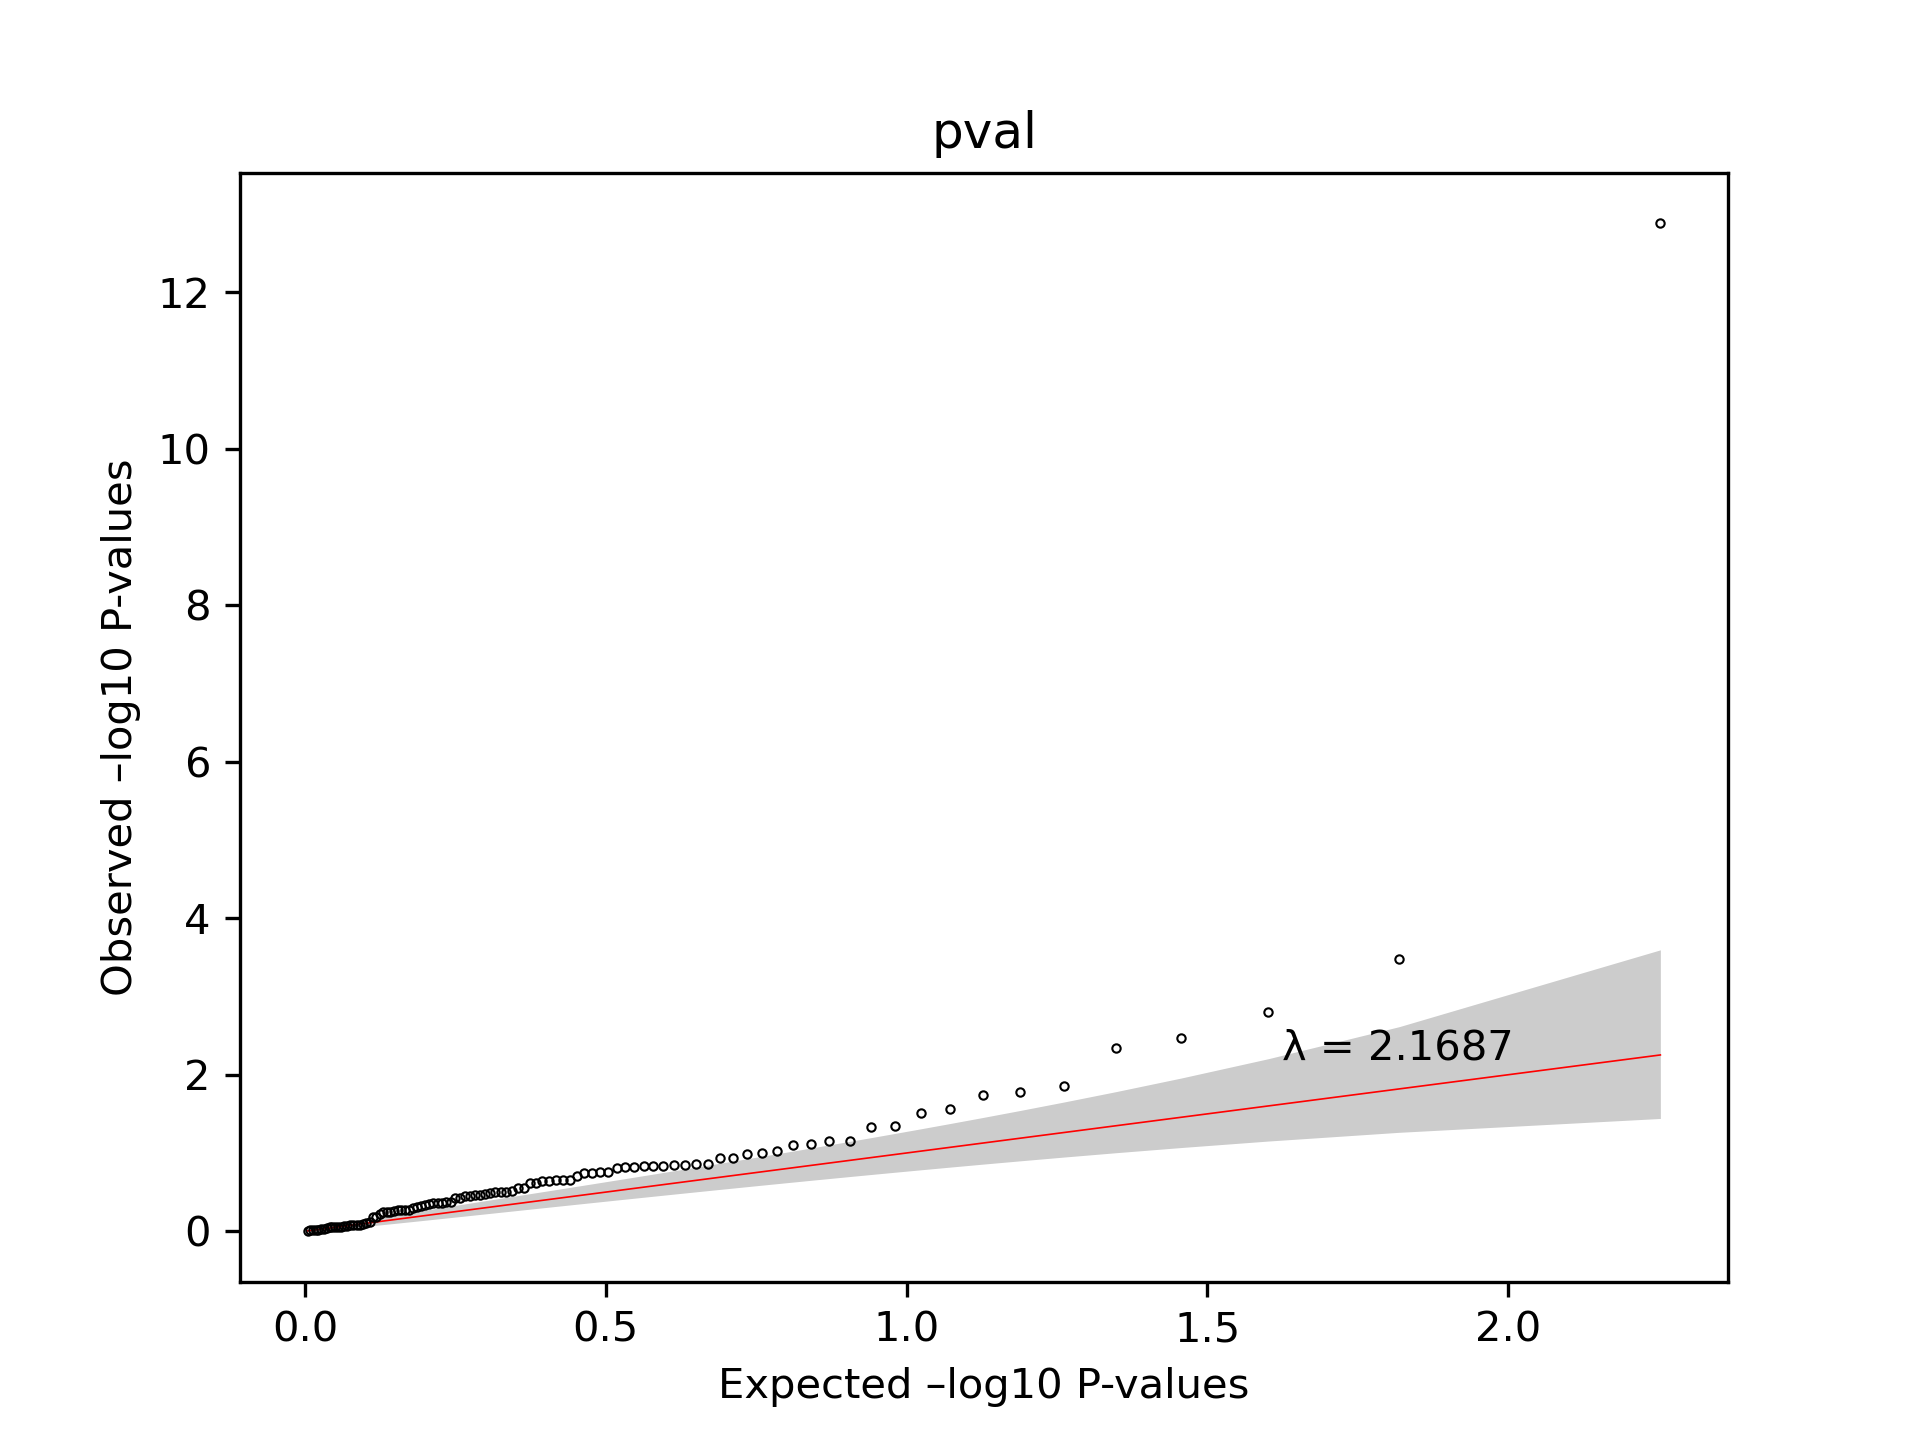 pval
12
10
8
6
4
2
0
Observed –log10 P-values
λ = 2.1687
0.0 0.5 1.0 1.5 2.0
Expected –log10 P-values